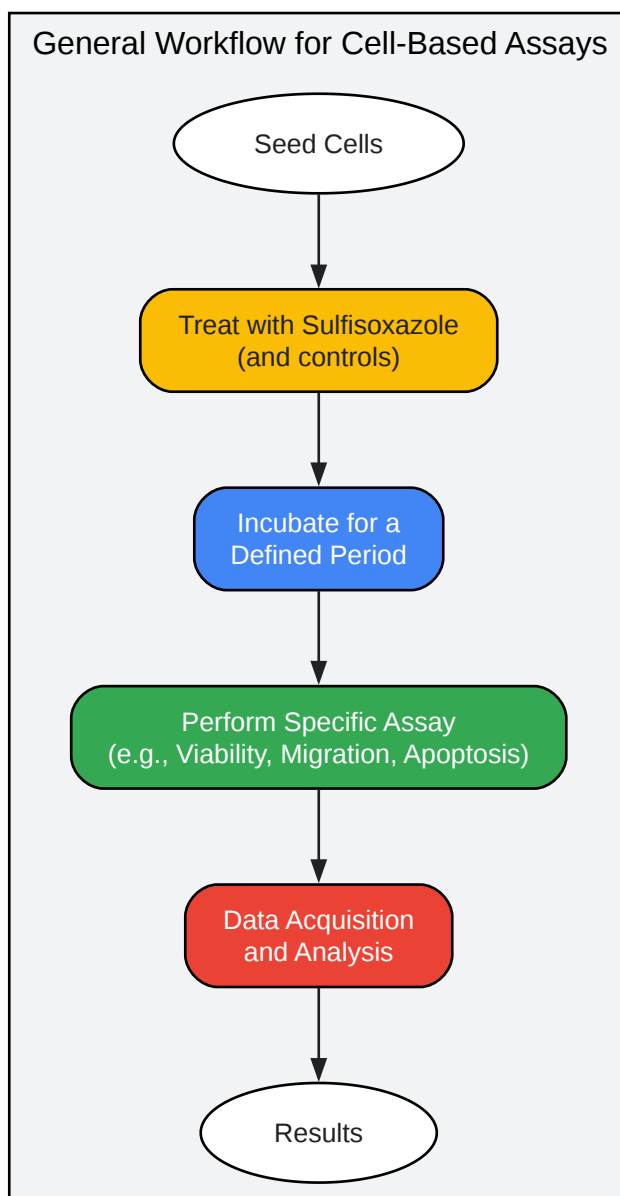 General Workflow for Cell-Based Assays
Seed Cells
Treat with Sulfisoxazole
(and controls)
Incubate for a
Defined Period
Perform Specific Assay
(e.g., Viability, Migration, Apoptosis)
Data Acquisition
and Analysis
Results